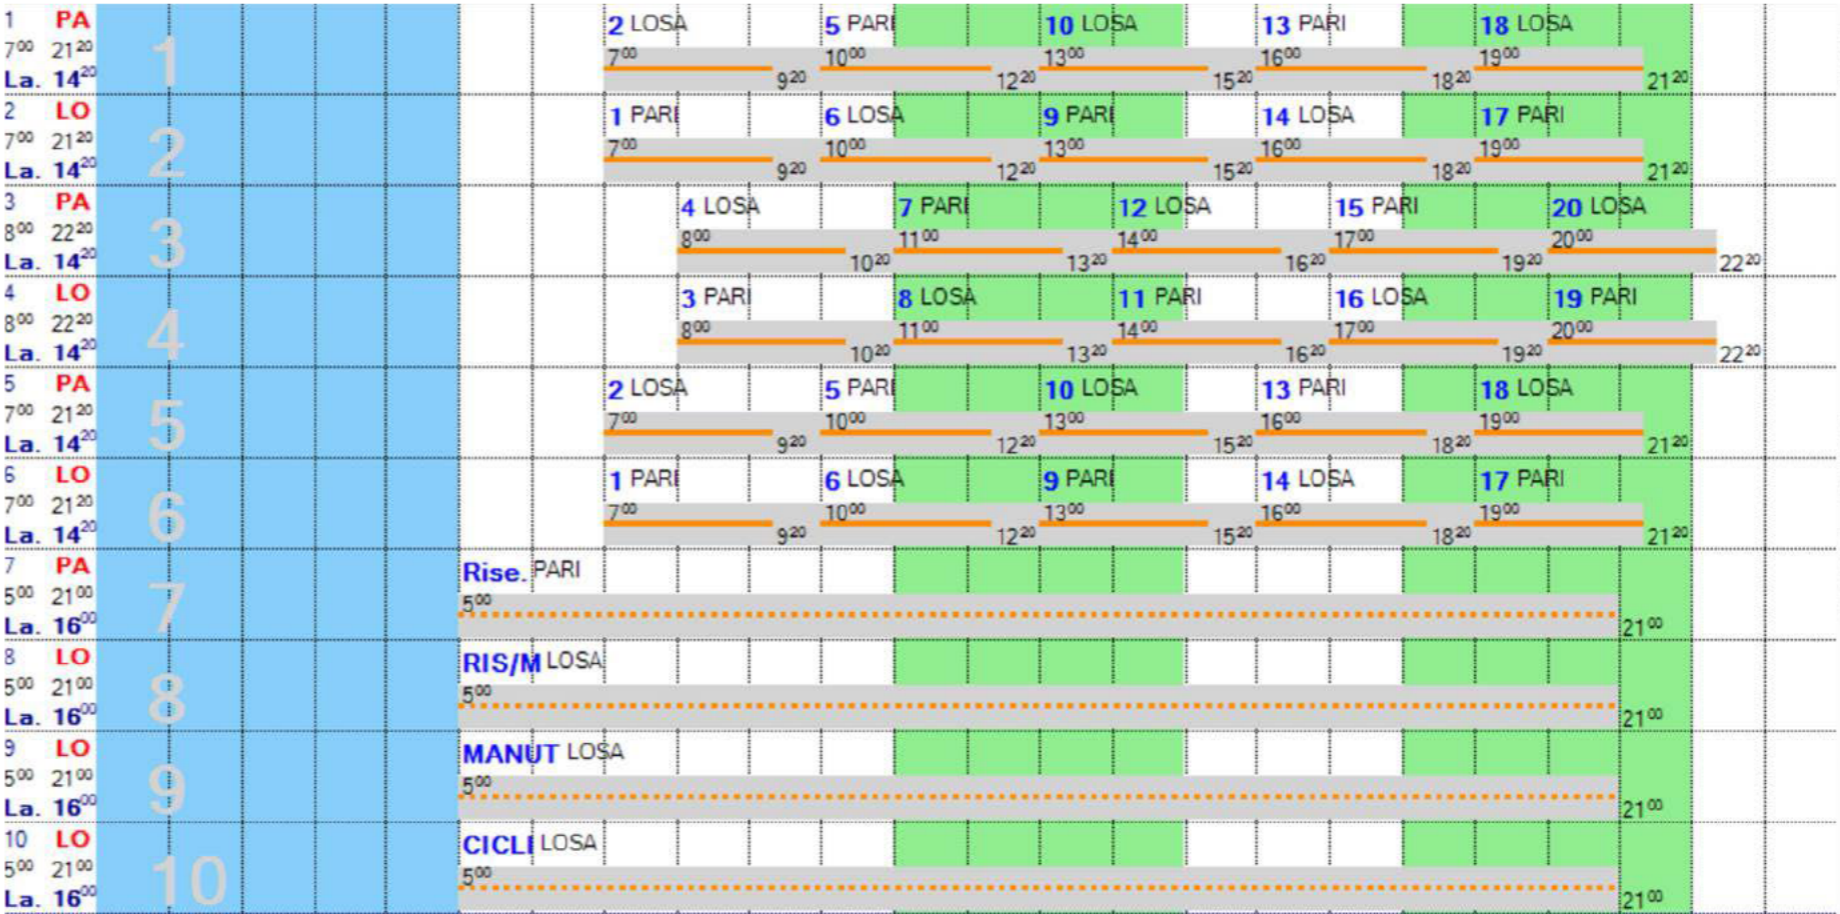 1 PA 2 LOSA 5 PARI 10 LOSA 13 PARI 18 LOSA
7⁰⁰ 21²⁰ 1 7⁰⁰ 10⁰⁰ 13⁰⁰ 16⁰⁰ 19⁰⁰
La. 14²⁰ 9²⁰ 12²⁰ 15²⁰ 18²⁰ 21²⁰
2 LO 1 PARI 6 LOSA 9 PARI 14 LOSA 17 PARI
7⁰⁰ 21²⁰ 2 7⁰⁰ 10⁰⁰ 13⁰⁰ 16⁰⁰ 19⁰⁰
La. 14²⁰ 9²⁰ 12²⁰ 15²⁰ 18²⁰ 21²⁰
3 PA 4 LOSA 7 PARI 12 LOSA 15 PARI 20 LOSA
8⁰⁰ 22²⁰ 3 8⁰⁰ 11⁰⁰ 14⁰⁰ 17⁰⁰ 20⁰⁰
La. 14²⁰ 10²⁰ 13²⁰ 16²⁰ 19²⁰ 22²⁰
4 LO 3 PARI 8 LOSA 11 PARI 16 LOSA 19 PARI
8⁰⁰ 22²⁰ 4 8⁰⁰ 11⁰⁰ 14⁰⁰ 17⁰⁰ 20⁰⁰
La. 14²⁰ 10²⁰ 13²⁰ 16²⁰ 19²⁰ 22²⁰
5 PA 2 LOSA 5 PARI 10 LOSA 13 PARI 18 LOSA
7⁰⁰ 21²⁰ 5 7⁰⁰ 10⁰⁰ 13⁰⁰ 16⁰⁰ 19⁰⁰
La. 14²⁰ 9²⁰ 12²⁰ 15²⁰ 18²⁰ 21²⁰
6 LO 1 PARI 6 LOSA 9 PARI 14 LOSA 17 PARI
7⁰⁰ 21²⁰ 6 7⁰⁰ 10⁰⁰ 13⁰⁰ 16⁰⁰ 19⁰⁰
La. 14²⁰ 9²⁰ 12²⁰ 15²⁰ 18²⁰ 21²⁰
7 PA Rise. PARI
5⁰⁰ 21⁰⁰ 7 5⁰⁰
La. 16⁰⁰ 21⁰⁰
8 LO RIS/M LOSA
5⁰⁰ 21⁰⁰ 8 5⁰⁰
La. 16⁰⁰ 21⁰⁰
9 LO MANUT LOSA
5⁰⁰ 21⁰⁰ 9 5⁰⁰
La. 16⁰⁰ 21⁰⁰
10 LO CICLI LOSA
5⁰⁰ 21⁰⁰ 10 5⁰⁰
La. 16⁰⁰ 21⁰⁰